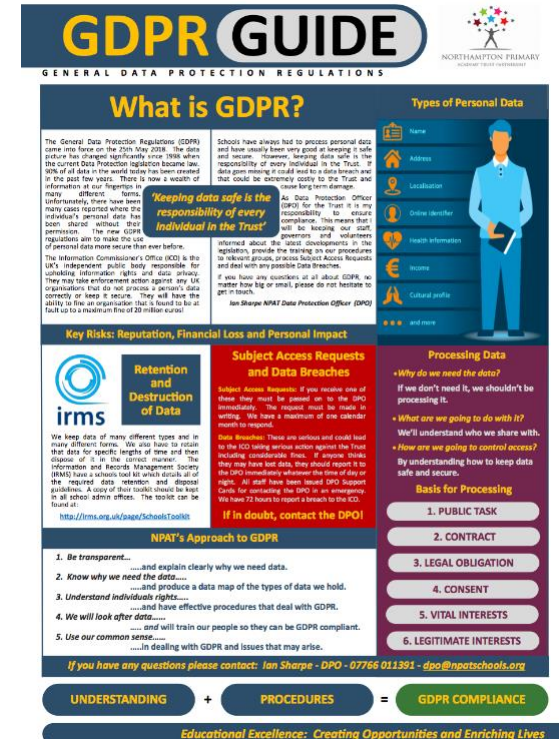 GDPR GUIDE
GENERAL DATA PROTECTION REGULATIONS
NORTHAMPTON PRIMARY
ACADEMY TRUST PARTNERSHIP
What is GDPR?
The General Data Protection Regulations (GDPR)
came into force on the 25th May 2018. The data
picture has changed significantly since 1998 when
the current Data Protection legislation became law.
90% of all data in the world today has been created
in the past few years. There is now a wealth of
information at our fingertips in
many different forms.
Unfortunately, there have been
many cases reported where the
individual's personal data has
been shared without their
permission. The new GDPR
regulations aim to make the use
of personal data more secure than ever before.
The Information Commissioner's Office (ICO) is the
UK's independent public body responsible for
upholding information rights and data privacy.
They may take enforcement action against any UK
organisations that do not process a person's data
correctly or keep it secure. They will have the
ability to fine an organisation that is found to be at
fault up to a maximum fine of 20 million euros!
'Keeping data safe is the
responsibility of every
individual in the Trust'
Schools have always had to process personal data
and have usually been very good at keeping it safe
and secure. However, keeping data safe is the
responsibility of every individual in the Trust. If
data goes missing it could lead to a data breach and
that could be extremely costly to the Trust and
cause long term damage.
As Data Protection Officer
(DPO) for the Trust it is my
responsibility to ensure
compliance. This means that I
will be keeping our staff,
governors and volunteers
informed about the latest developments in the
legislation, provide the training on our procedures
to relevant groups, process Subject Access Requests
and deal with any possible Data Breaches.
If you have any questions at all about GDPR, no
matter how big or small, please do not hesitate to
get in touch.
Ian Sharpe NPAT Data Protection Officer (DPO)
Types of Personal Data
Name
Address
Localisation
Online identifier
Health information
Income
Cultural profile
and more
Key Risks: Reputation, Financial Loss and Personal Impact
irms
Retention
and
Destruction
of Data
We keep data of many different types and in
many different forms. We also have to retain
that data for specific lengths of time and then
dispose of it in the correct manner. The
Information and Records Management Society
(IRMS) have a school kit which details all of
the required data retention and disposal
guidelines. A copy of their toolkit should be kept
in all school admin offices. The toolkit can be
found at:
http://irms.org.uk/page/SchoolsToolkit
Subject Access Requests
and Data Breaches
Subject Access Requests: If you receive one of
these they must be passed on to the DPO
immediately. The request must be made in
writing. We have a maximum of one calendar
month to respond.
Data Breaches: These are serious and could lead
to the ICO taking serious action against the Trust
including considerable fines. If anyone thinks
they may have lost data, they should report it to
the DPO immediately whatever the time of day or
night. All staff have been issued DPO Support
Cards for contacting the DPO in an emergency.
We have 72 hours to report a breach to the ICO.
If in doubt, contact the DPO!
Processing Data
• Why do we need the data?
If we don't need it, we shouldn't be
processing it.
• What are we going to do with it?
We'll understand who we share with.
• How are we going to control access?
By understanding how to keep data
safe and secure.
Basis for Processing
1. PUBLIC TASK
2. CONTRACT
3. LEGAL OBLIGATION
4. CONSENT
5. VITAL INTERESTS
6. LEGITIMATE INTERESTS
NPAT's Approach to GDPR
1. Be transparent...
.....and explain clearly why we need data.
2. Know why we need the data.....
.....and produce a data map of the types of data we hold.
3. Understand individuals rights.....
.....and have effective procedures that deal with GDPR.
4. We will look after data......
..... and will train our people so they can be GDPR compliant.
5. Use our common sense......
.....in dealing with GDPR and issues that may arise.
If you have any questions please contact: Ian Sharpe - DPO - 07766 011391 - dpo@npatschools.org
UNDERSTANDING + PROCEDURES = GDPR COMPLIANCE
Educational Excellence: Creating Opportunities and Enriching Lives